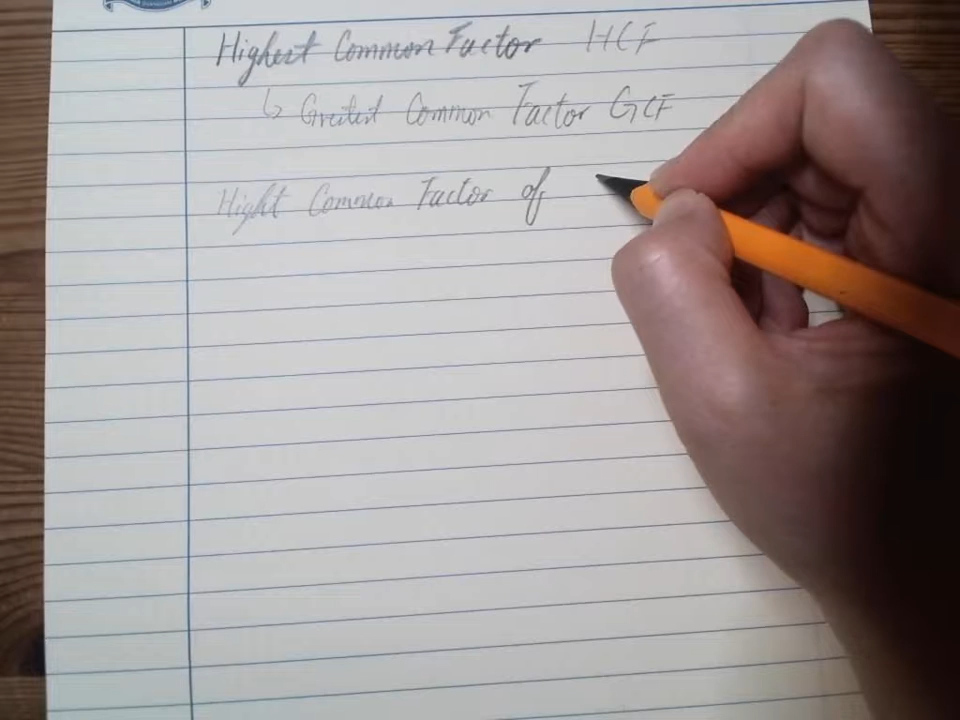 Highest Common Factor HCF
↳ Greatest Common Factor GCF
Hight Common Factor of